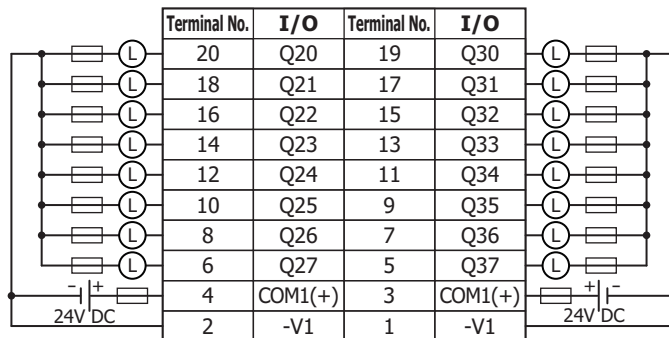 Terminal No. I/O Terminal No. I/O
L 20 Q20 19 Q30 L
L 18 Q21 17 Q31 L
L 16 Q22 15 Q32 L
L 14 Q23 13 Q33 L
L 12 Q24 11 Q34 L
L 10 Q25 9 Q35 L
L 8 Q26 7 Q36 L
L 6 Q27 5 Q37 L
- + 4 COM1(+) 3 COM1(+) + -
24V DC 2 -V1 1 -V1 24V DC